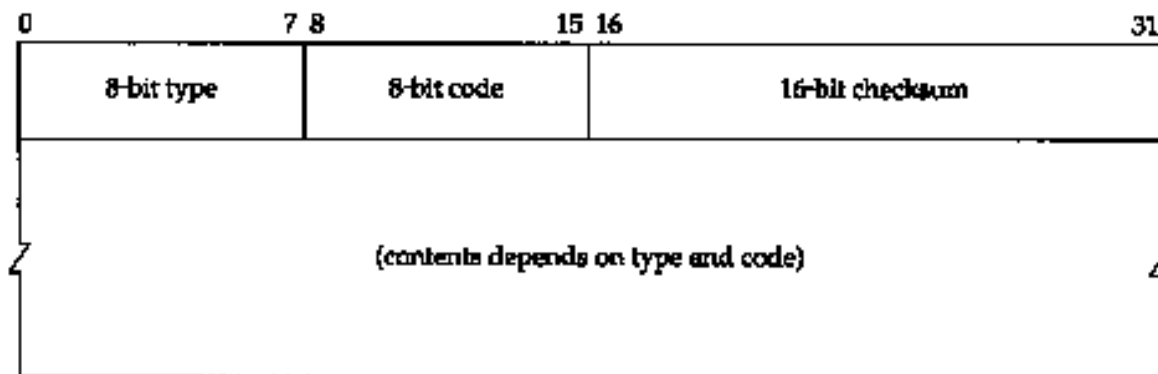 0 7 8 15 16 31
8-bit type 8-bit code 16-bit checksum
(contents depends on type and code)